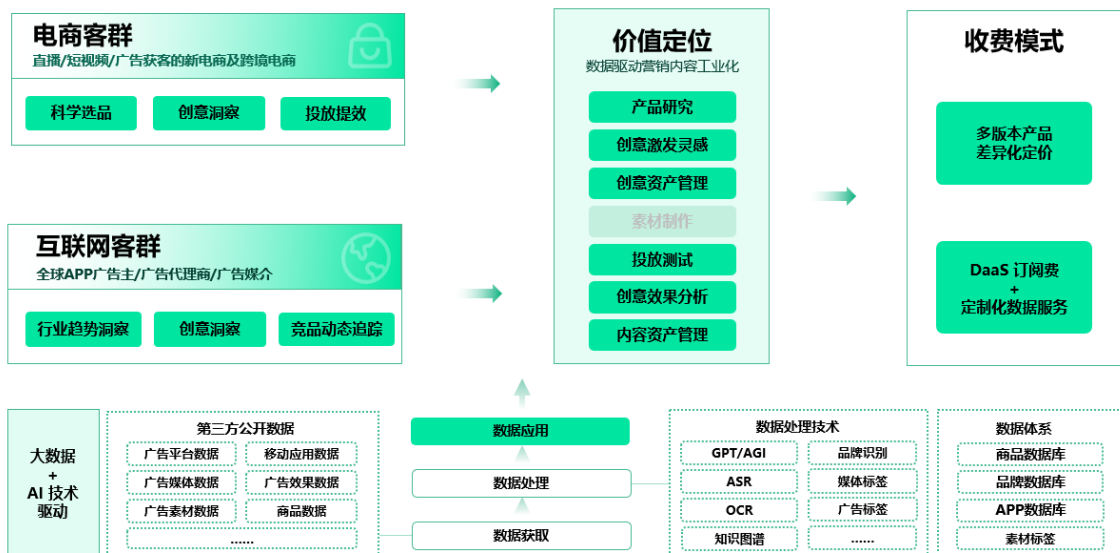 电商客群
直播/短视频/广告获客的新电商及跨境电商
科学选品
创意洞察
投放提效
互联网客群
全球APP广告主/广告代理商/广告媒介
行业趋势洞察
创意洞察
竞品动态追踪
价值定位
数据驱动营销内容工业化
产品研究
创意激发灵感
创意资产管理
素材制作
投放测试
创意效果分析
内容资产管理
收费模式
多版本产品
差异化定价
DaaS 订阅费
+
定制化数据服务
大数据
+
AI 技术
驱动
第三方公开数据
广告平台数据
移动应用数据
广告媒体数据
广告效果数据
广告素材数据
商品数据
......
数据应用
数据处理
数据获取
数据处理技术
GPT/AGI
品牌识别
ASR
媒体标签
OCR
广告标签
知识图谱
......
数据体系
商品数据库
品牌数据库
APP数据库
素材标签